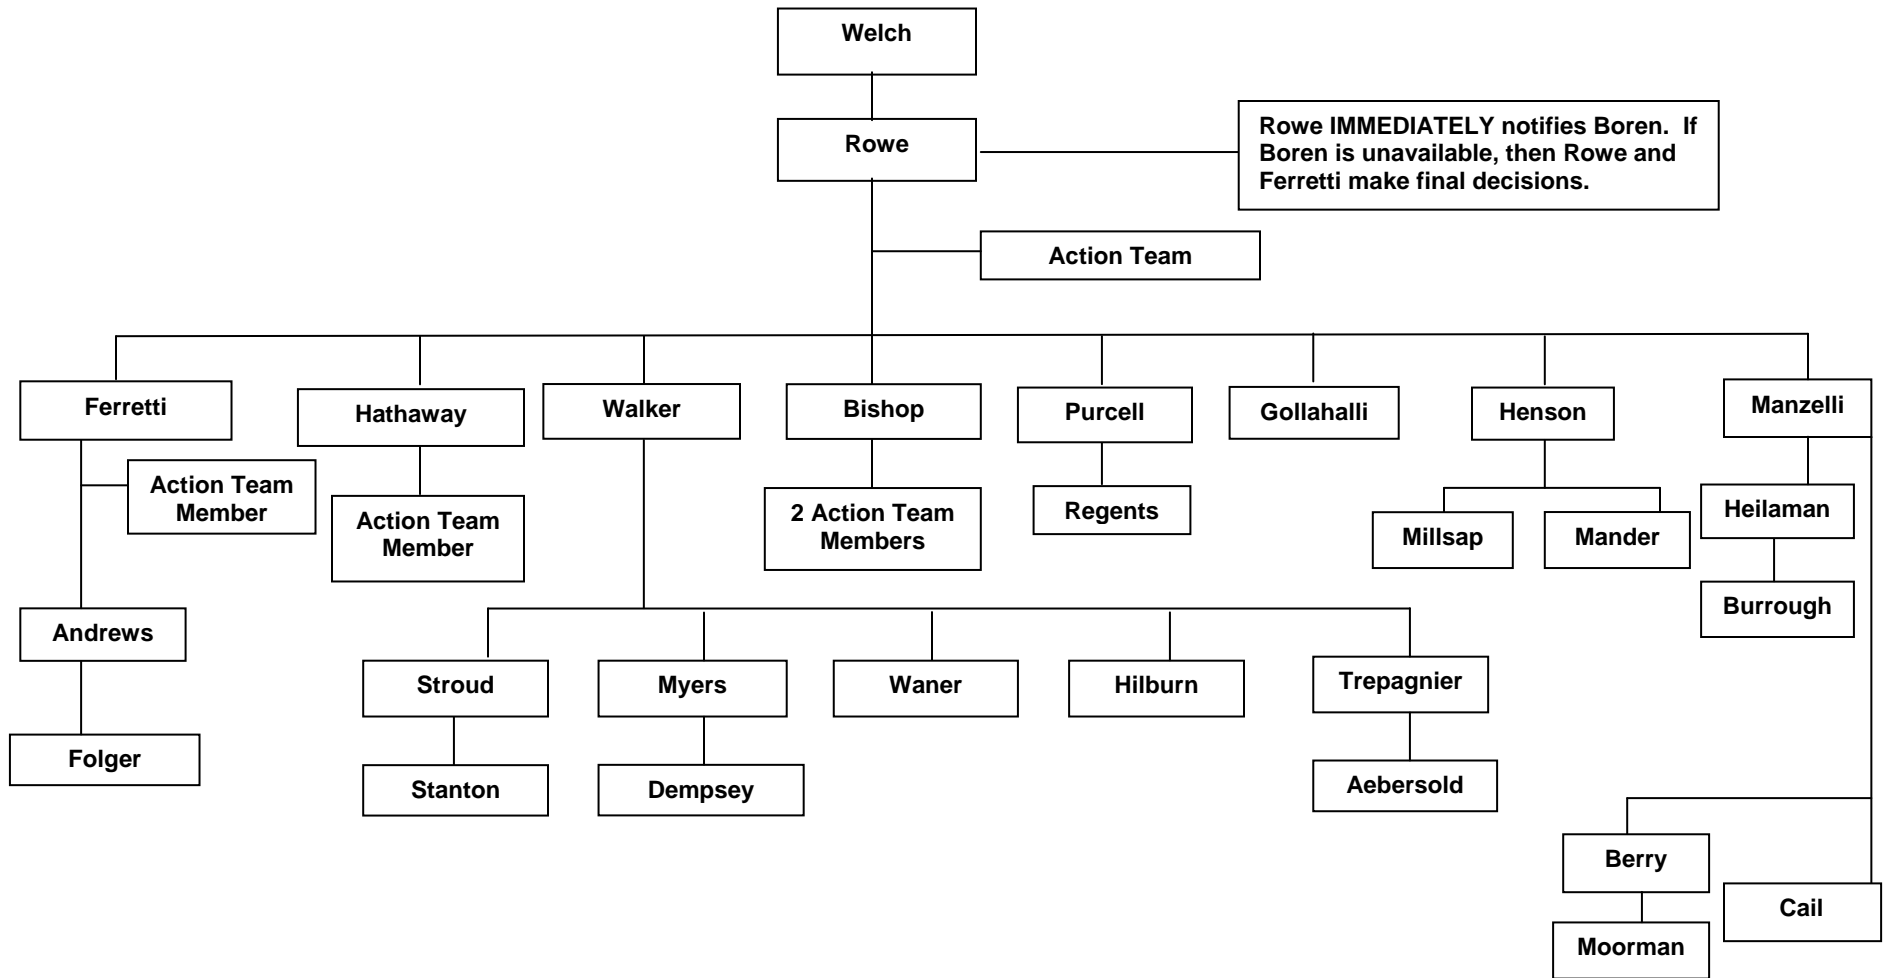 Welch
Rowe
Rowe IMMEDIATELY notifies Boren. If
Boren is unavailable, then Rowe and
Ferretti make final decisions.
Action Team
Ferretti
Hathaway
Walker
Bishop
Purcell
Gollahalli
Henson
Manzelli
Action Team
Member
Action Team
Member
2 Action Team
Members
Regents
Millsap
Mander
Heilaman
Burrough
Andrews
Stroud
Myers
Waner
Hilburn
Trepagnier
Folger
Stanton
Dempsey
Aebersold
Berry
Cail
Moorman